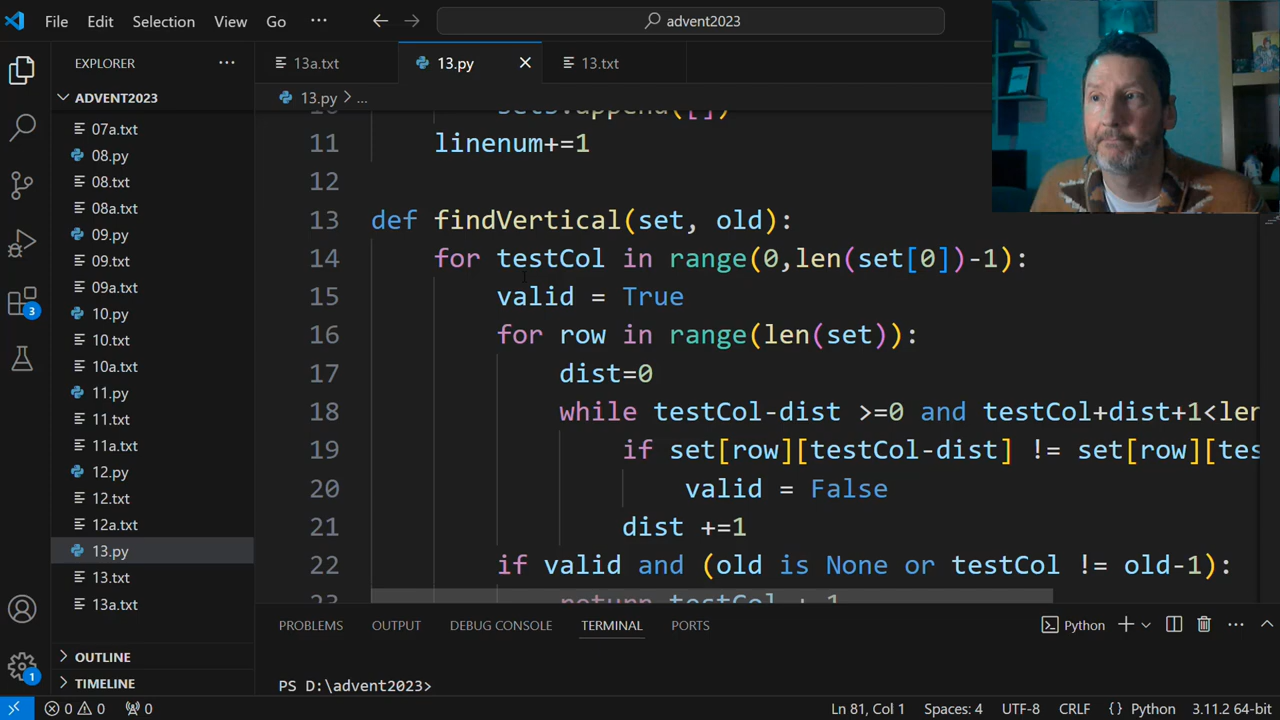 File Edit Selection View Go ··· advent2023
EXPLORER ···
13a.txt 13.py 13.txt
ADVENT2023
13.py > ...
07a.txt
08.py
08.txt
08a.txt
09.py
09.txt
09a.txt
10.py
10.txt
10a.txt
11.py
11.txt
11a.txt
12.py
12.txt
12a.txt
13.py
13.txt
13a.txt
OUTLINE
TIMELINE
3
1
11 linenum+=1
12
13 def findVertical(set, old):
14 for testCol in range(0,len(set[0])-1):
15 valid = True
16 for row in range(len(set)):
17 dist=0
18 while testCol-dist >=0 and testCol+dist+1<len
19 if set[row][testCol-dist] != set[row][tes
20 valid = False
21 dist +=1
22 if valid and (old is None or testCol != old-1):
23 return testCol + 1
PROBLEMS OUTPUT DEBUG CONSOLE TERMINAL PORTS Python
PS D:\advent2023>
0 0 0 Ln 81, Col 1 Spaces: 4 UTF-8 CRLF {} Python 3.11.2 64-bit